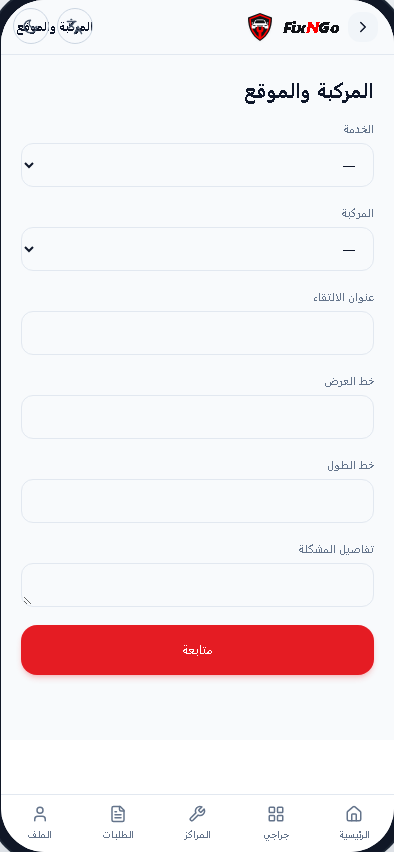 FixNGo
المركبة والموقع
المركبة والموقع
الخدمة
—
المركبة
—
عنوان الالتقاء
خط العرض
خط الطول
تفاصيل المشكلة
متابعة
الرئيسية
جراجي
المراكز
الطلبات
الملف